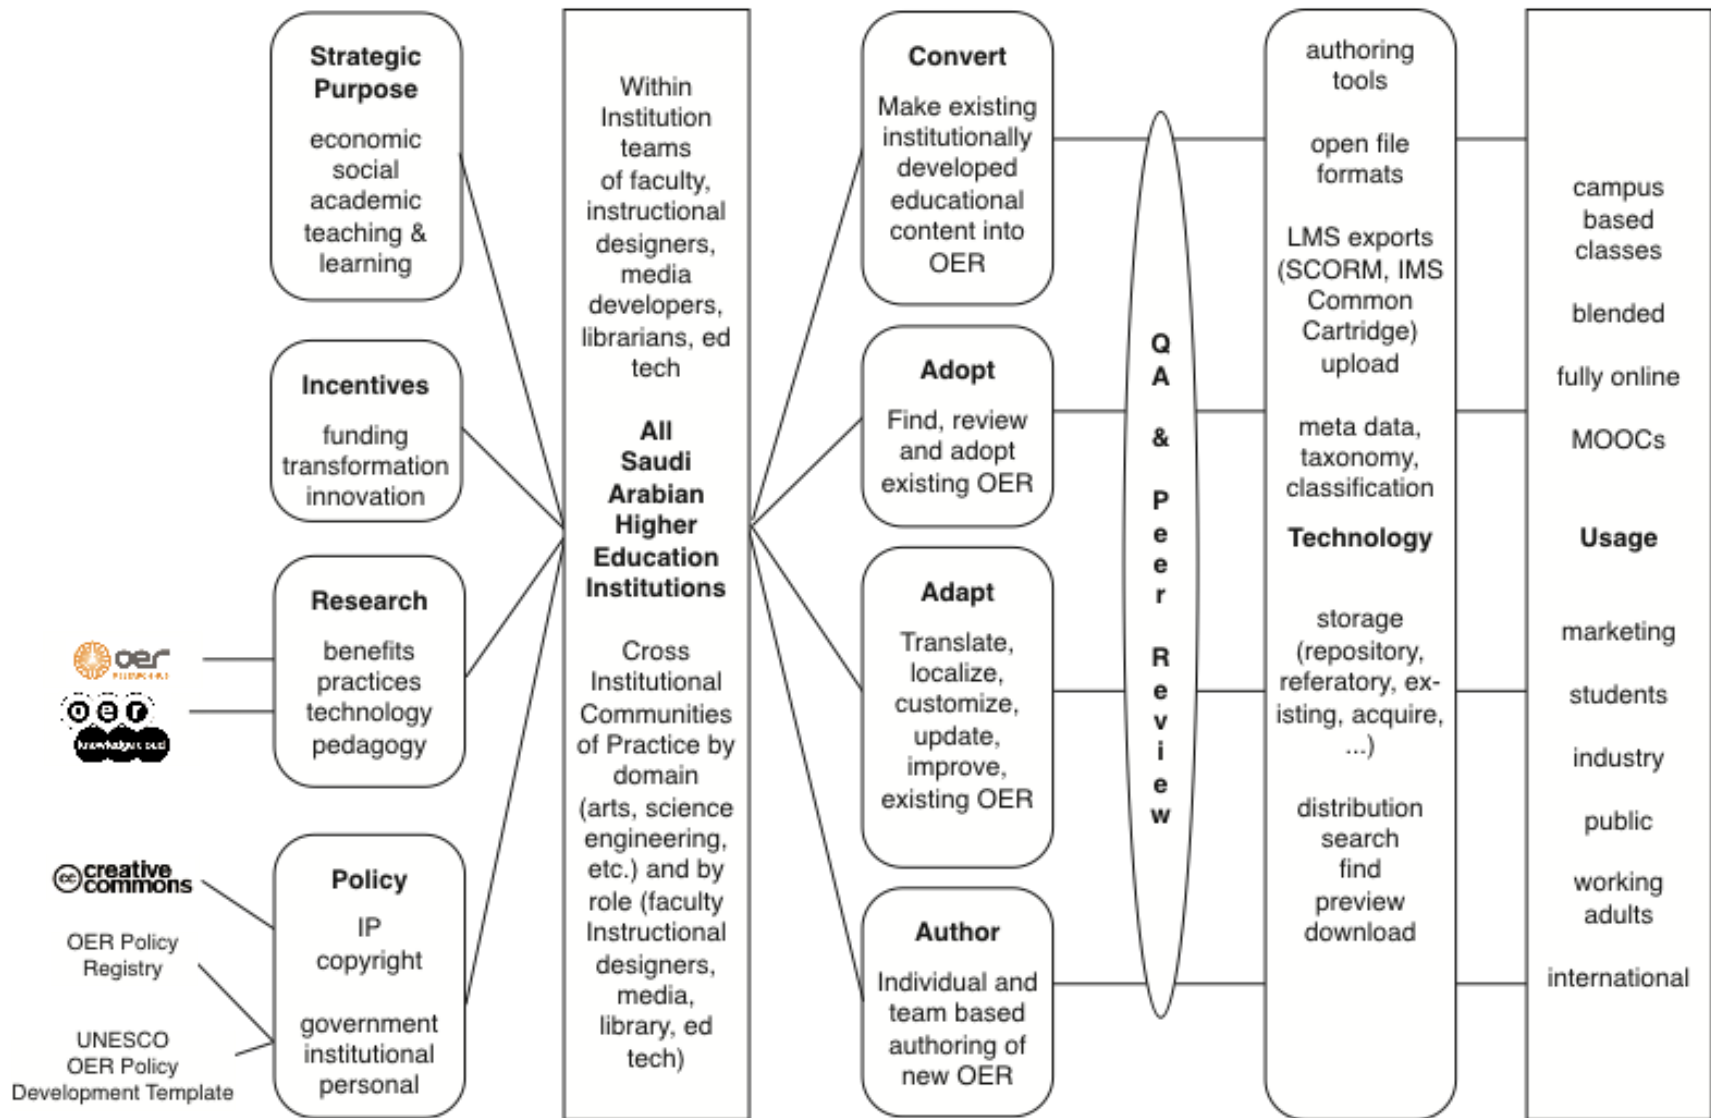 Strategic
Purpose
economic
social
academic
teaching &
learning
Incentives
funding
transformation
innovation
Research
benefits
practices
technology
pedagogy
oer
oer
knowledge cloud
Policy
IP
copyright
government
institutional
personal
creative
commons
cc
OER Policy
Registry
UNESCO
OER Policy
Development Template
Within
Institution
teams
of faculty,
instructional
designers,
media
developers,
librarians, ed
tech
All
Saudi
Arabian
Higher
Education
Institutions
Cross
Institutional
Communities
of Practice by
domain
(arts, science
engineering,
etc.) and by
role (faculty
Instructional
designers,
media,
library, ed
tech)
Convert
Make existing
institutionally
developed
educational
content into
OER
Adopt
Find, review
and adopt
existing OER
Adapt
Translate,
localize,
customize,
update,
improve,
existing OER
Author
Individual and
team based
authoring of
new OER
QA & Peer Review
authoring
tools
open file
formats
LMS exports
(SCORM, IMS
Common
Cartridge)
upload
meta data,
taxonomy,
classification
Technology
storage
(repository,
referatory, ex-
isting, acquire,
...)
distribution
search
find
preview
download
campus
based
classes
blended
fully online
MOOCs
Usage
marketing
students
industry
public
working
adults
international